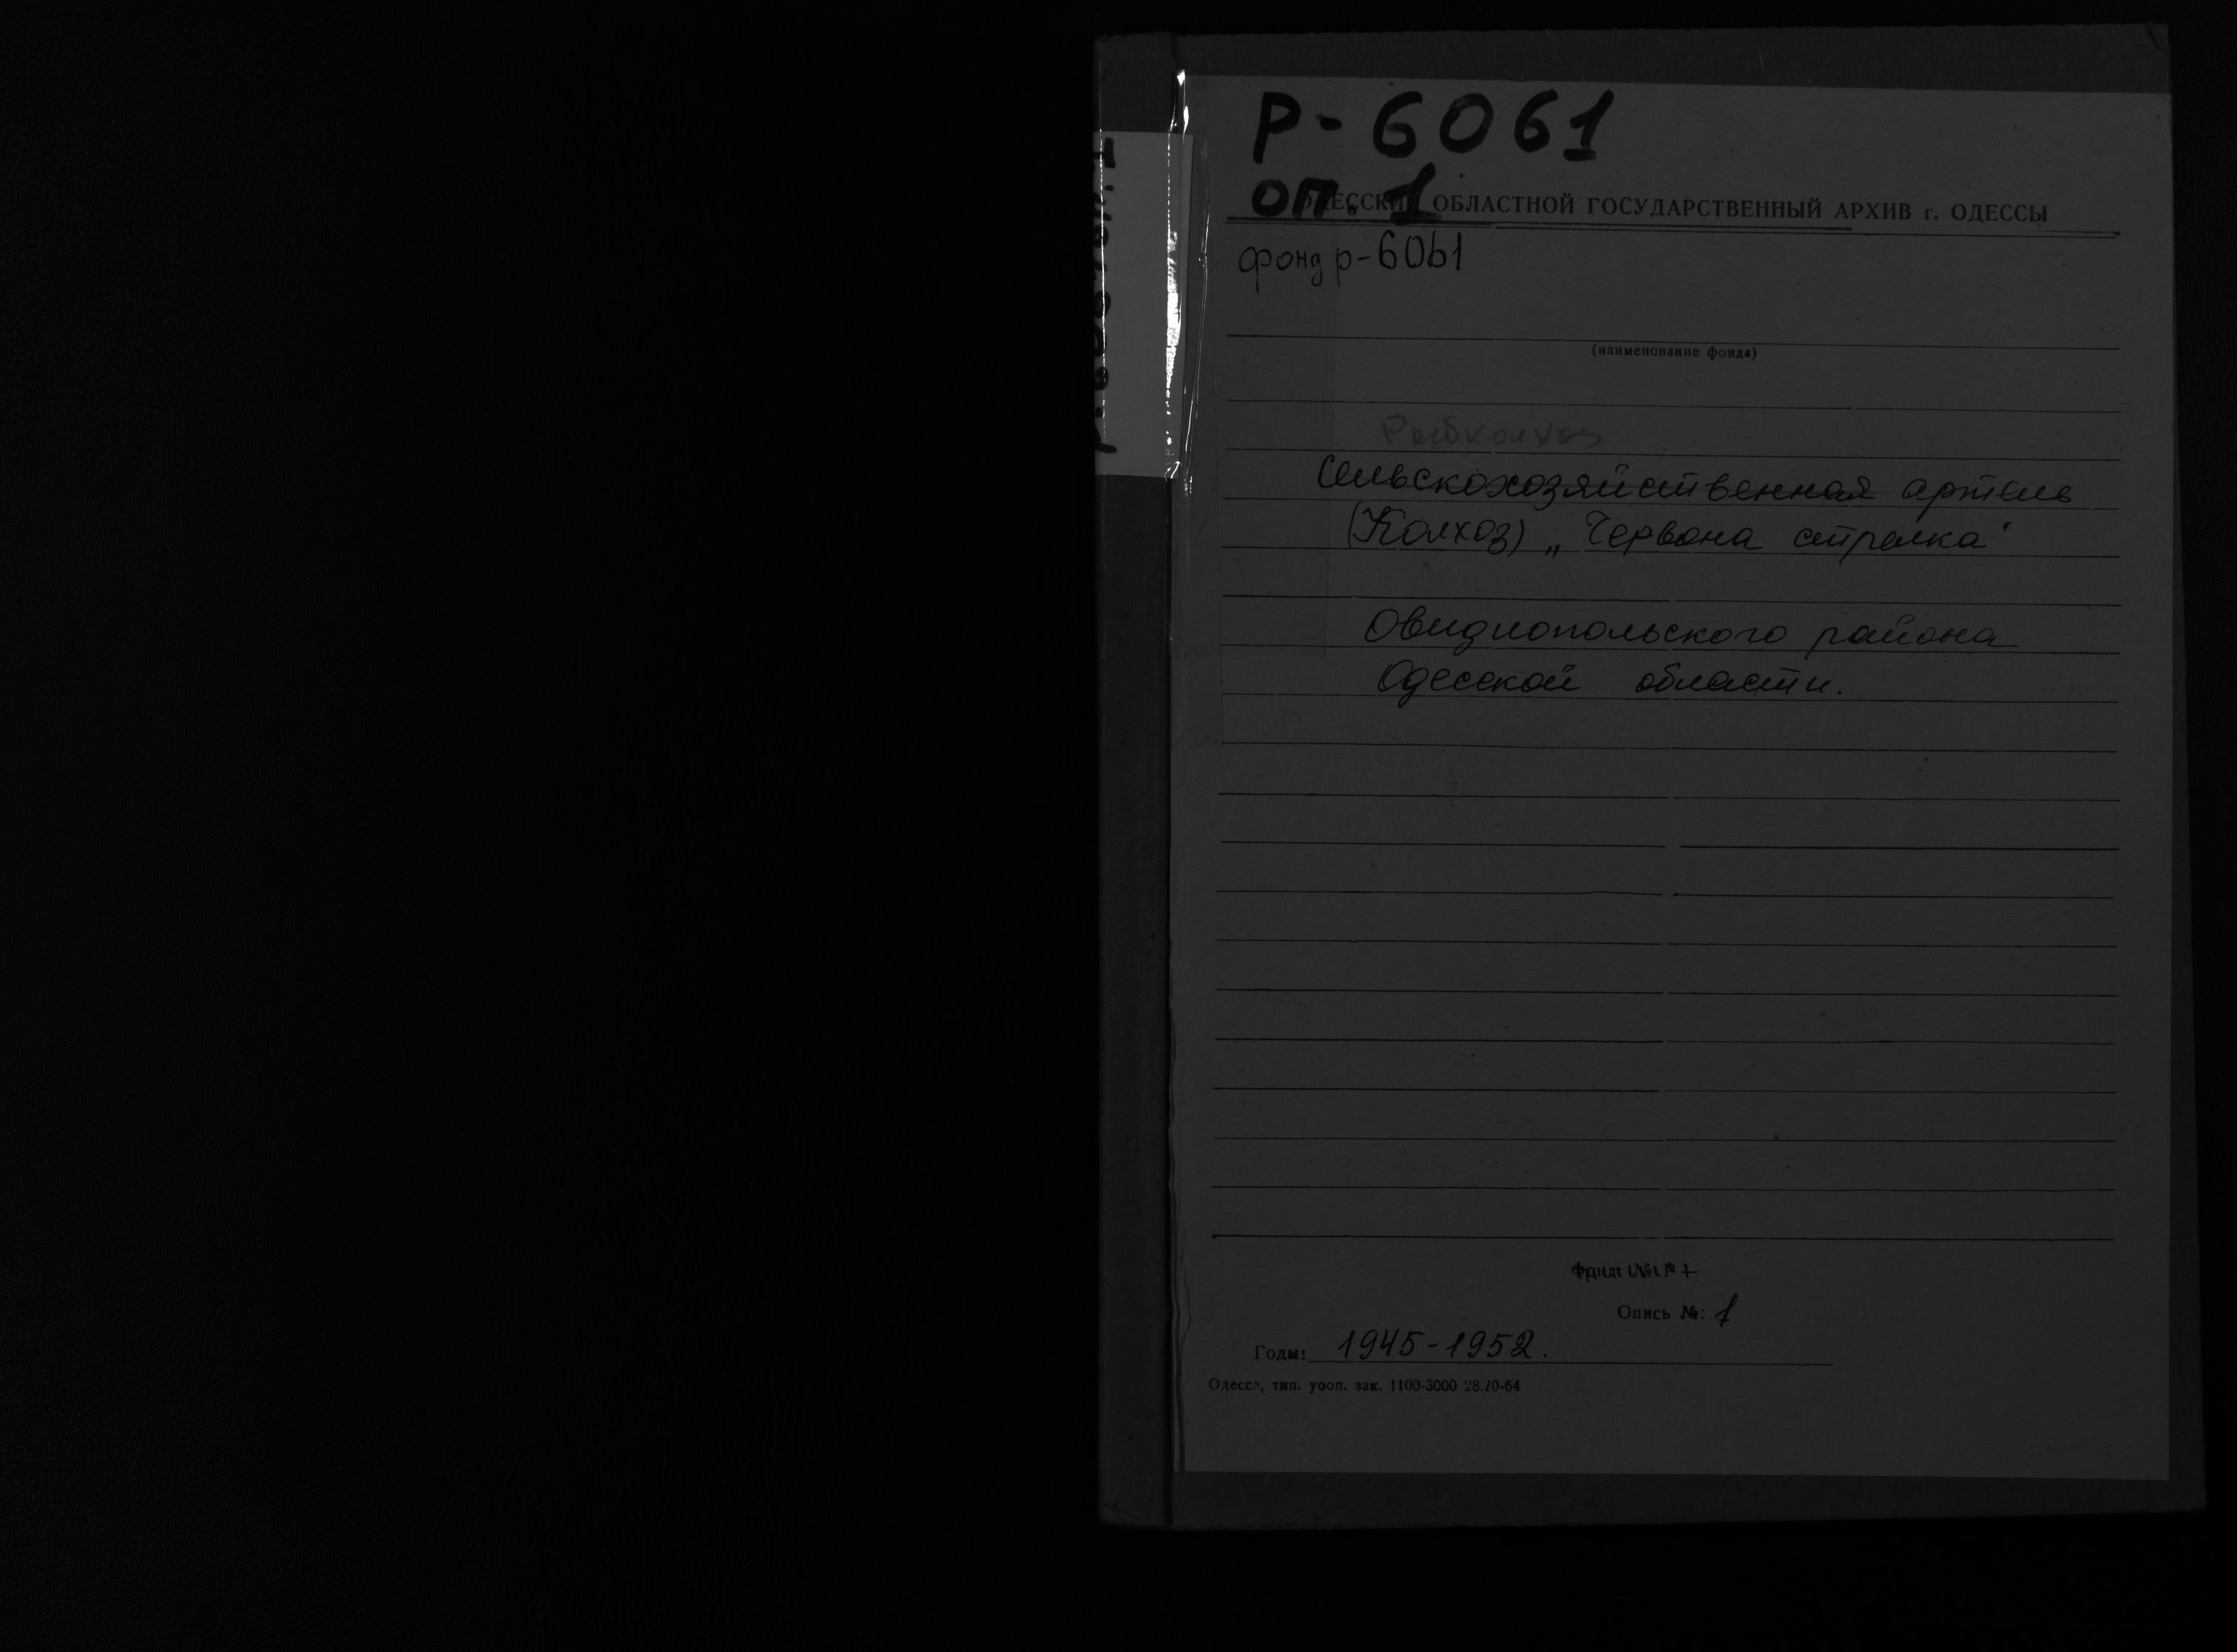 Р-6061
оп. 1
ОДЕССКИЙ ОБЛАСТНОЙ ГОСУДАРСТВЕННЫЙ АРХИВ г. ОДЕССЫ
фонд р-6061
(наименование фонда)
Рыбколхоз
Сельскохозяйственная артель
(Колхоз) „Червона стрелка"
Овидиопольского района
Одесской области.
Опись №: 1
Годы: 1945-1952.
Одесса, тип. уооп. зак. 1100-3000 28.10-64